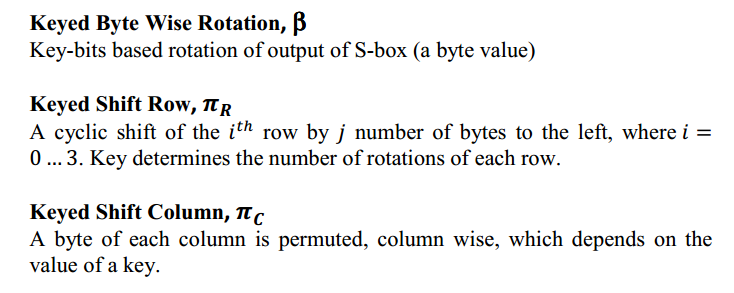 Keyed Byte Wise Rotation, β
Key-bits based rotation of output of S-box (a byte value)
Keyed Shift Row, π_R
A cyclic shift of the i^th row by j number of bytes to the left, where i =
0 … 3. Key determines the number of rotations of each row.
Keyed Shift Column, π_C
A byte of each column is permuted, column wise, which depends on the
value of a key.